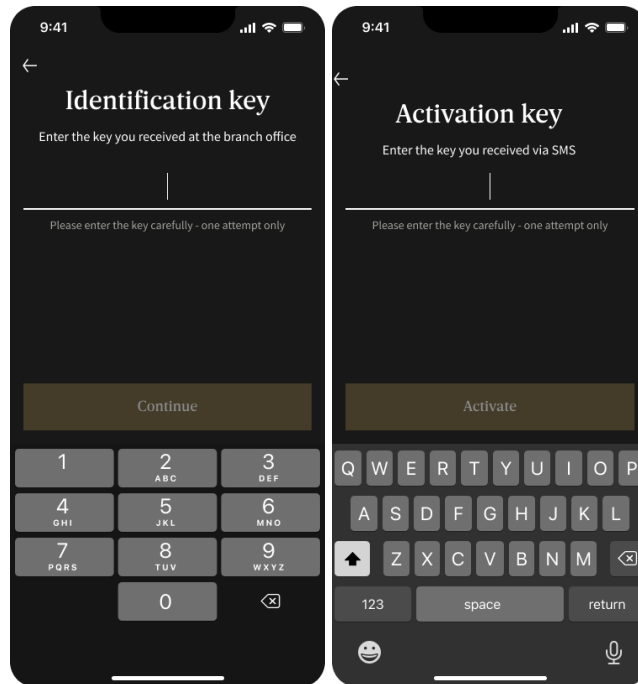 9:41
Identification key
Enter the key you received at the branch office
Please enter the key carefully - one attempt only
Continue
1
2
ABC
3
DEF
4
GHI
5
JKL
6
MNO
7
PQRS
8
TUV
9
WXYZ
0
9:41
Activation key
Enter the key you received via SMS
Please enter the key carefully - one attempt only
Activate
Q W E R T Y U I O P
A S D F G H J K L
Z X C V B N M
123 space return